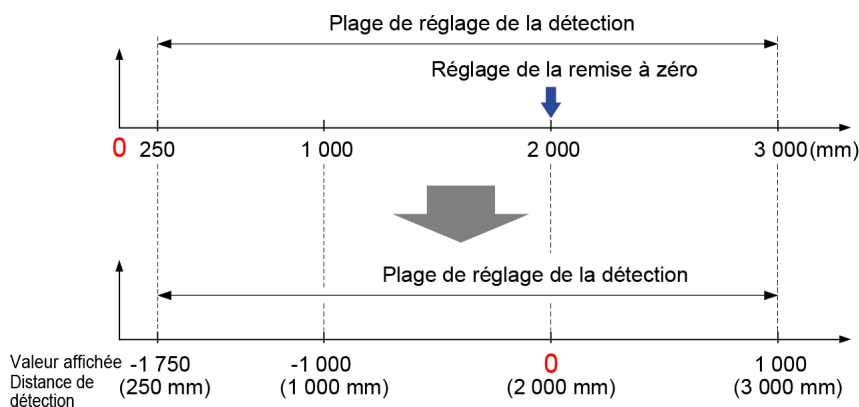 Plage de réglage de la détection
Réglage de la remise à zéro
0 250 1 000 2 000 3 000 (mm)
Plage de réglage de la détection
Valeur affichée -1 750 -1 000 0 1 000
Distance de détection (250 mm) (1 000 mm) (2 000 mm) (3 000 mm)